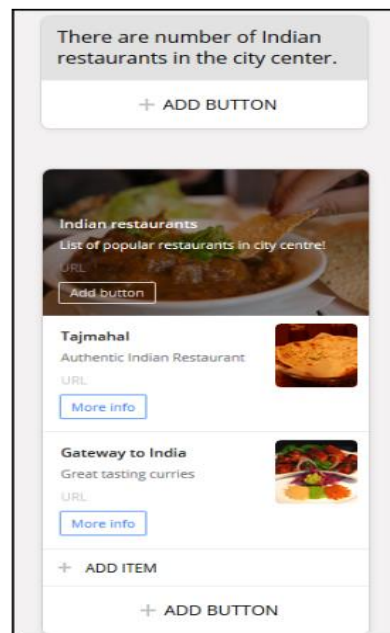 There are number of Indian
restaurants in the city center.
+ ADD BUTTON
Indian restaurants
List of popular restaurants in city centre!
URL
Add button
Tajmahal
Authentic Indian Restaurant
URL
More info
Gateway to India
Great tasting curries
URL
More info
+ ADD ITEM
+ ADD BUTTON